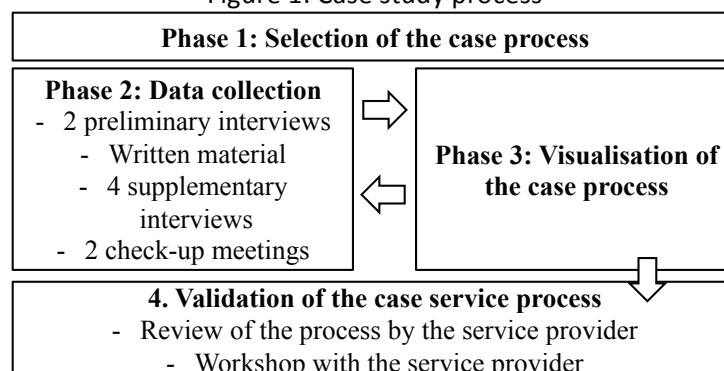 Figure 1: Case study process
Phase 1: Selection of the case process
Phase 2: Data collection
- 2 preliminary interviews
- Written material
- 4 supplementary
interviews
- 2 check-up meetings
Phase 3: Visualisation of
the case process
4. Validation of the case service process
- Review of the process by the service provider
- Workshop with the service provider